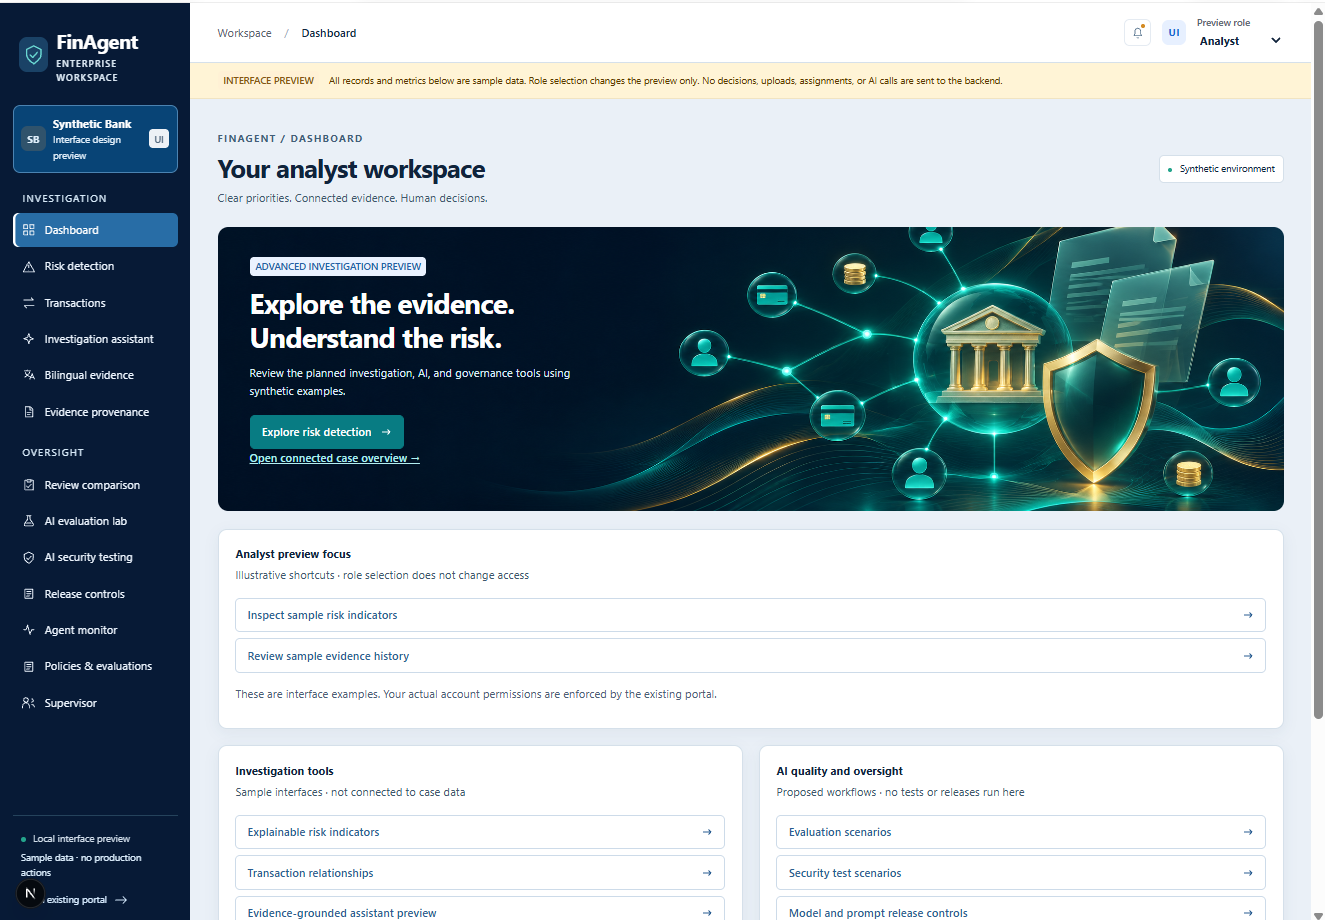 FinAgent
ENTERPRISE
WORKSPACE
SB
Synthetic Bank
Interface design
preview
UI
INVESTIGATION
Dashboard
Risk detection
Transactions
Investigation assistant
Bilingual evidence
Evidence provenance
OVERSIGHT
Review comparison
AI evaluation lab
AI security testing
Release controls
Agent monitor
Policies & evaluations
Supervisor
Local interface preview
Sample data · no production
actions
N
existing portal →
Workspace / Dashboard
UI
Preview role
Analyst
INTERFACE PREVIEW All records and metrics below are sample data. Role selection changes the preview only. No decisions, uploads, assignments, or AI calls are sent to the backend.
FINAGENT / DASHBOARD
Your analyst workspace
Clear priorities. Connected evidence. Human decisions.
Synthetic environment
ADVANCED INVESTIGATION PREVIEW
Explore the evidence.
Understand the risk.
Review the planned investigation, AI, and governance tools using
synthetic examples.
Explore risk detection →
Open connected case overview →
Analyst preview focus
Illustrative shortcuts · role selection does not change access
Inspect sample risk indicators →
Review sample evidence history →
These are interface examples. Your actual account permissions are enforced by the existing portal.
Investigation tools
Sample interfaces · not connected to case data
Explainable risk indicators →
Transaction relationships →
Evidence-grounded assistant preview →
AI quality and oversight
Proposed workflows · no tests or releases run here
Evaluation scenarios →
Security test scenarios →
Model and prompt release controls →